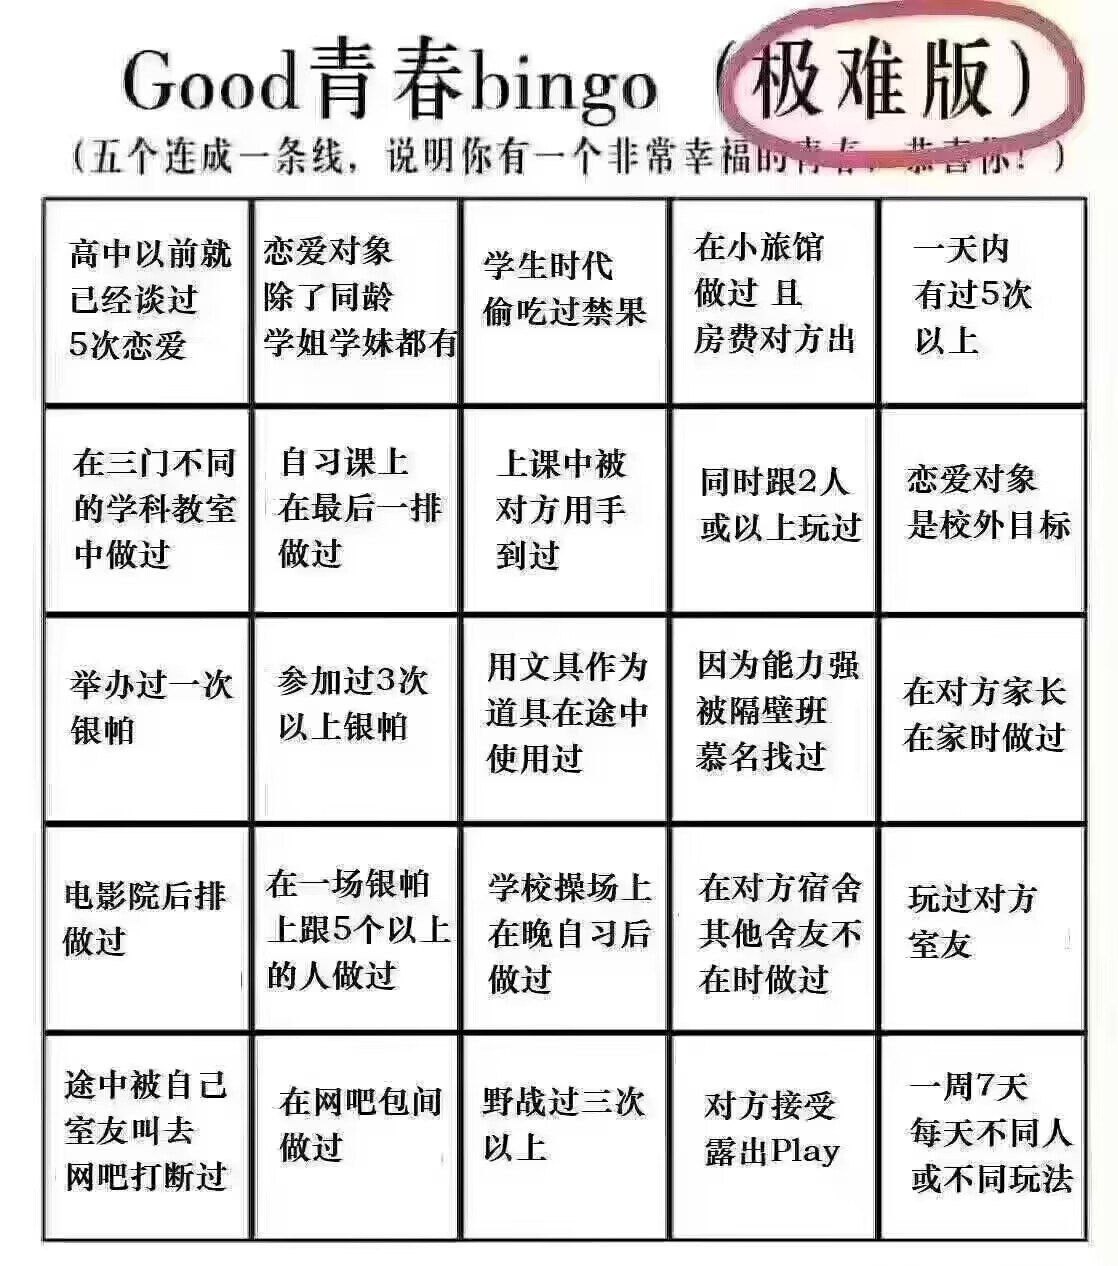 Good青春bingo（极难版）
（五个连成一条线，说明你有一个非常幸福的青春，恭喜你！）
高中以前就
已经谈过
5次恋爱
恋爱对象
除了同龄
学姐学妹都有
学生时代
偷吃过禁果
在小旅馆
做过 且
房费对方出
一天内
有过5次
以上
在三门不同
的学科教室
中做过
自习课上
在最后一排
做过
上课中被
对方用手
到过
同时跟2人
或以上玩过
恋爱对象
是校外目标
举办过一次
银帕
参加过3次
以上银帕
用文具作为
道具在途中
使用过
因为能力强
被隔壁班
慕名找过
在对方家长
在家时做过
电影院后排
做过
在一场银帕
上跟5个以上
的人做过
学校操场上
在晚自习后
做过
在对方宿舍
其他舍友不
在时做过
玩过对方
室友
途中被自己
室友叫去
网吧打断过
在网吧包间
做过
野战过三次
以上
对方接受
露出Play
一周7天
每天不同人
或不同玩法